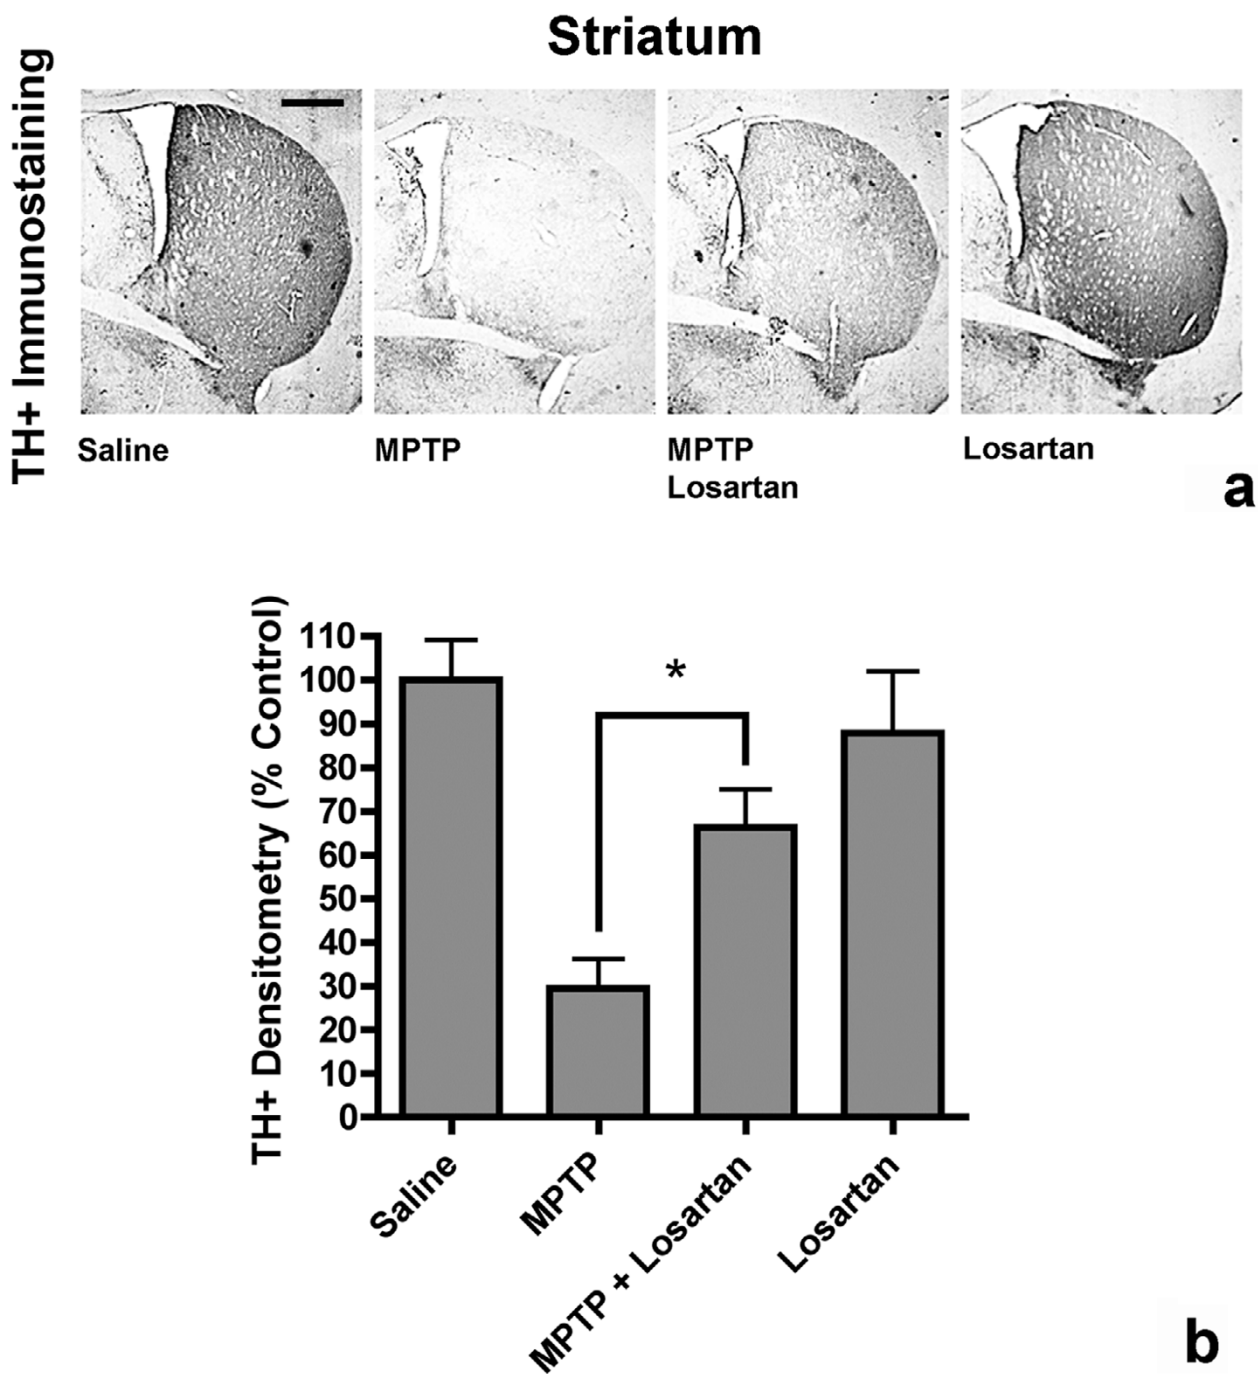 Striatum
TH+ Immunostaining
Saline
MPTP
MPTP
Losartan
Losartan
a
TH+ Densitometry (% Control)
110
100
90
80
70
60
50
40
30
20
10
0
*
Saline
MPTP
MPTP + Losartan
Losartan
b